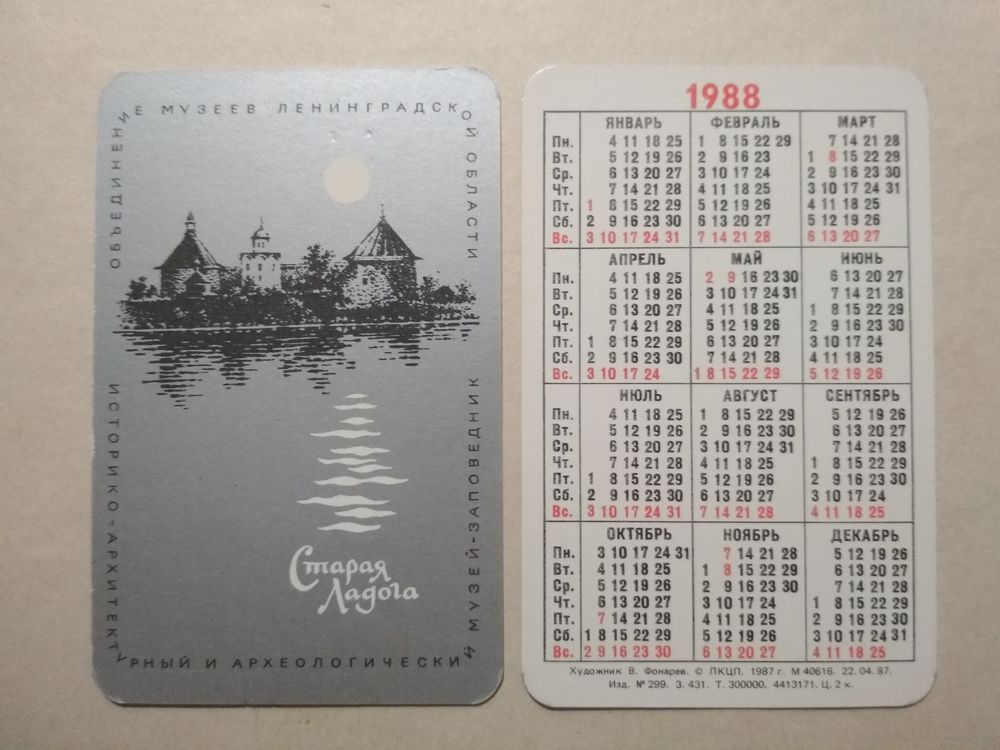 ОБЪЕДИНЕНИЕ МУЗЕЕВ ЛЕНИНГРАДСКОЙ ОБЛАСТИ
ИСТОРИКО-АРХИТЕКТУРНЫЙ И АРХЕОЛОГИЧЕСКИЙ МУЗЕЙ-ЗАПОВЕДНИК
Старая
Ладога
1988
ЯНВАРЬ ФЕВРАЛЬ МАРТ
Пн. 4 11 18 25 1 8 15 22 29 7 14 21 28
Вт. 5 12 19 26 2 9 16 23 1 8 15 22 29
Ср. 6 13 20 27 3 10 17 24 2 9 16 23 30
Чт. 7 14 21 28 4 11 18 25 3 10 17 24 31
Пт. 1 8 15 22 29 5 12 19 26 4 11 18 25
Сб. 2 9 16 23 30 6 13 20 27 5 12 19 26
Вс. 3 10 17 24 31 7 14 21 28 6 13 20 27
АПРЕЛЬ МАЙ ИЮНЬ
Пн. 4 11 18 25 2 9 16 23 30 6 13 20 27
Вт. 5 12 19 26 3 10 17 24 31 7 14 21 28
Ср. 6 13 20 27 4 11 18 25 1 8 15 22 29
Чт. 7 14 21 28 5 12 19 26 2 9 16 23 30
Пт. 1 8 15 22 29 6 13 20 27 3 10 17 24
Сб. 2 9 16 23 30 7 14 21 28 4 11 18 25
Вс. 3 10 17 24 1 8 15 22 29 5 12 19 26
ИЮЛЬ АВГУСТ СЕНТЯБРЬ
Пн. 4 11 18 25 1 8 15 22 29 5 12 19 26
Вт. 5 12 19 26 2 9 16 23 30 6 13 20 27
Ср. 6 13 20 27 3 10 17 24 31 7 14 21 28
Чт. 7 14 21 28 4 11 18 25 1 8 15 22 29
Пт. 1 8 15 22 29 5 12 19 26 2 9 16 23 30
Сб. 2 9 16 23 30 6 13 20 27 3 10 17 24
Вс. 3 10 17 24 31 7 14 21 28 4 11 18 25
ОКТЯБРЬ НОЯБРЬ ДЕКАБРЬ
Пн. 3 10 17 24 31 7 14 21 28 5 12 19 26
Вт. 4 11 18 25 1 8 15 22 29 6 13 20 27
Ср. 5 12 19 26 2 9 16 23 30 7 14 21 28
Чт. 6 13 20 27 3 10 17 24 1 8 15 22 29
Пт. 7 14 21 28 4 11 18 25 2 9 16 23 30
Сб. 1 8 15 22 29 5 12 19 26 3 10 17 24 31
Вс. 2 9 16 23 30 6 13 20 27 4 11 18 25
Художник В. Фонарев. © ЛКЦП. 1987 г. М 40616. 22. 04. 87.
Изд. № 299. З. 431. Т. 300000. 4413171. Ц. 2 к.